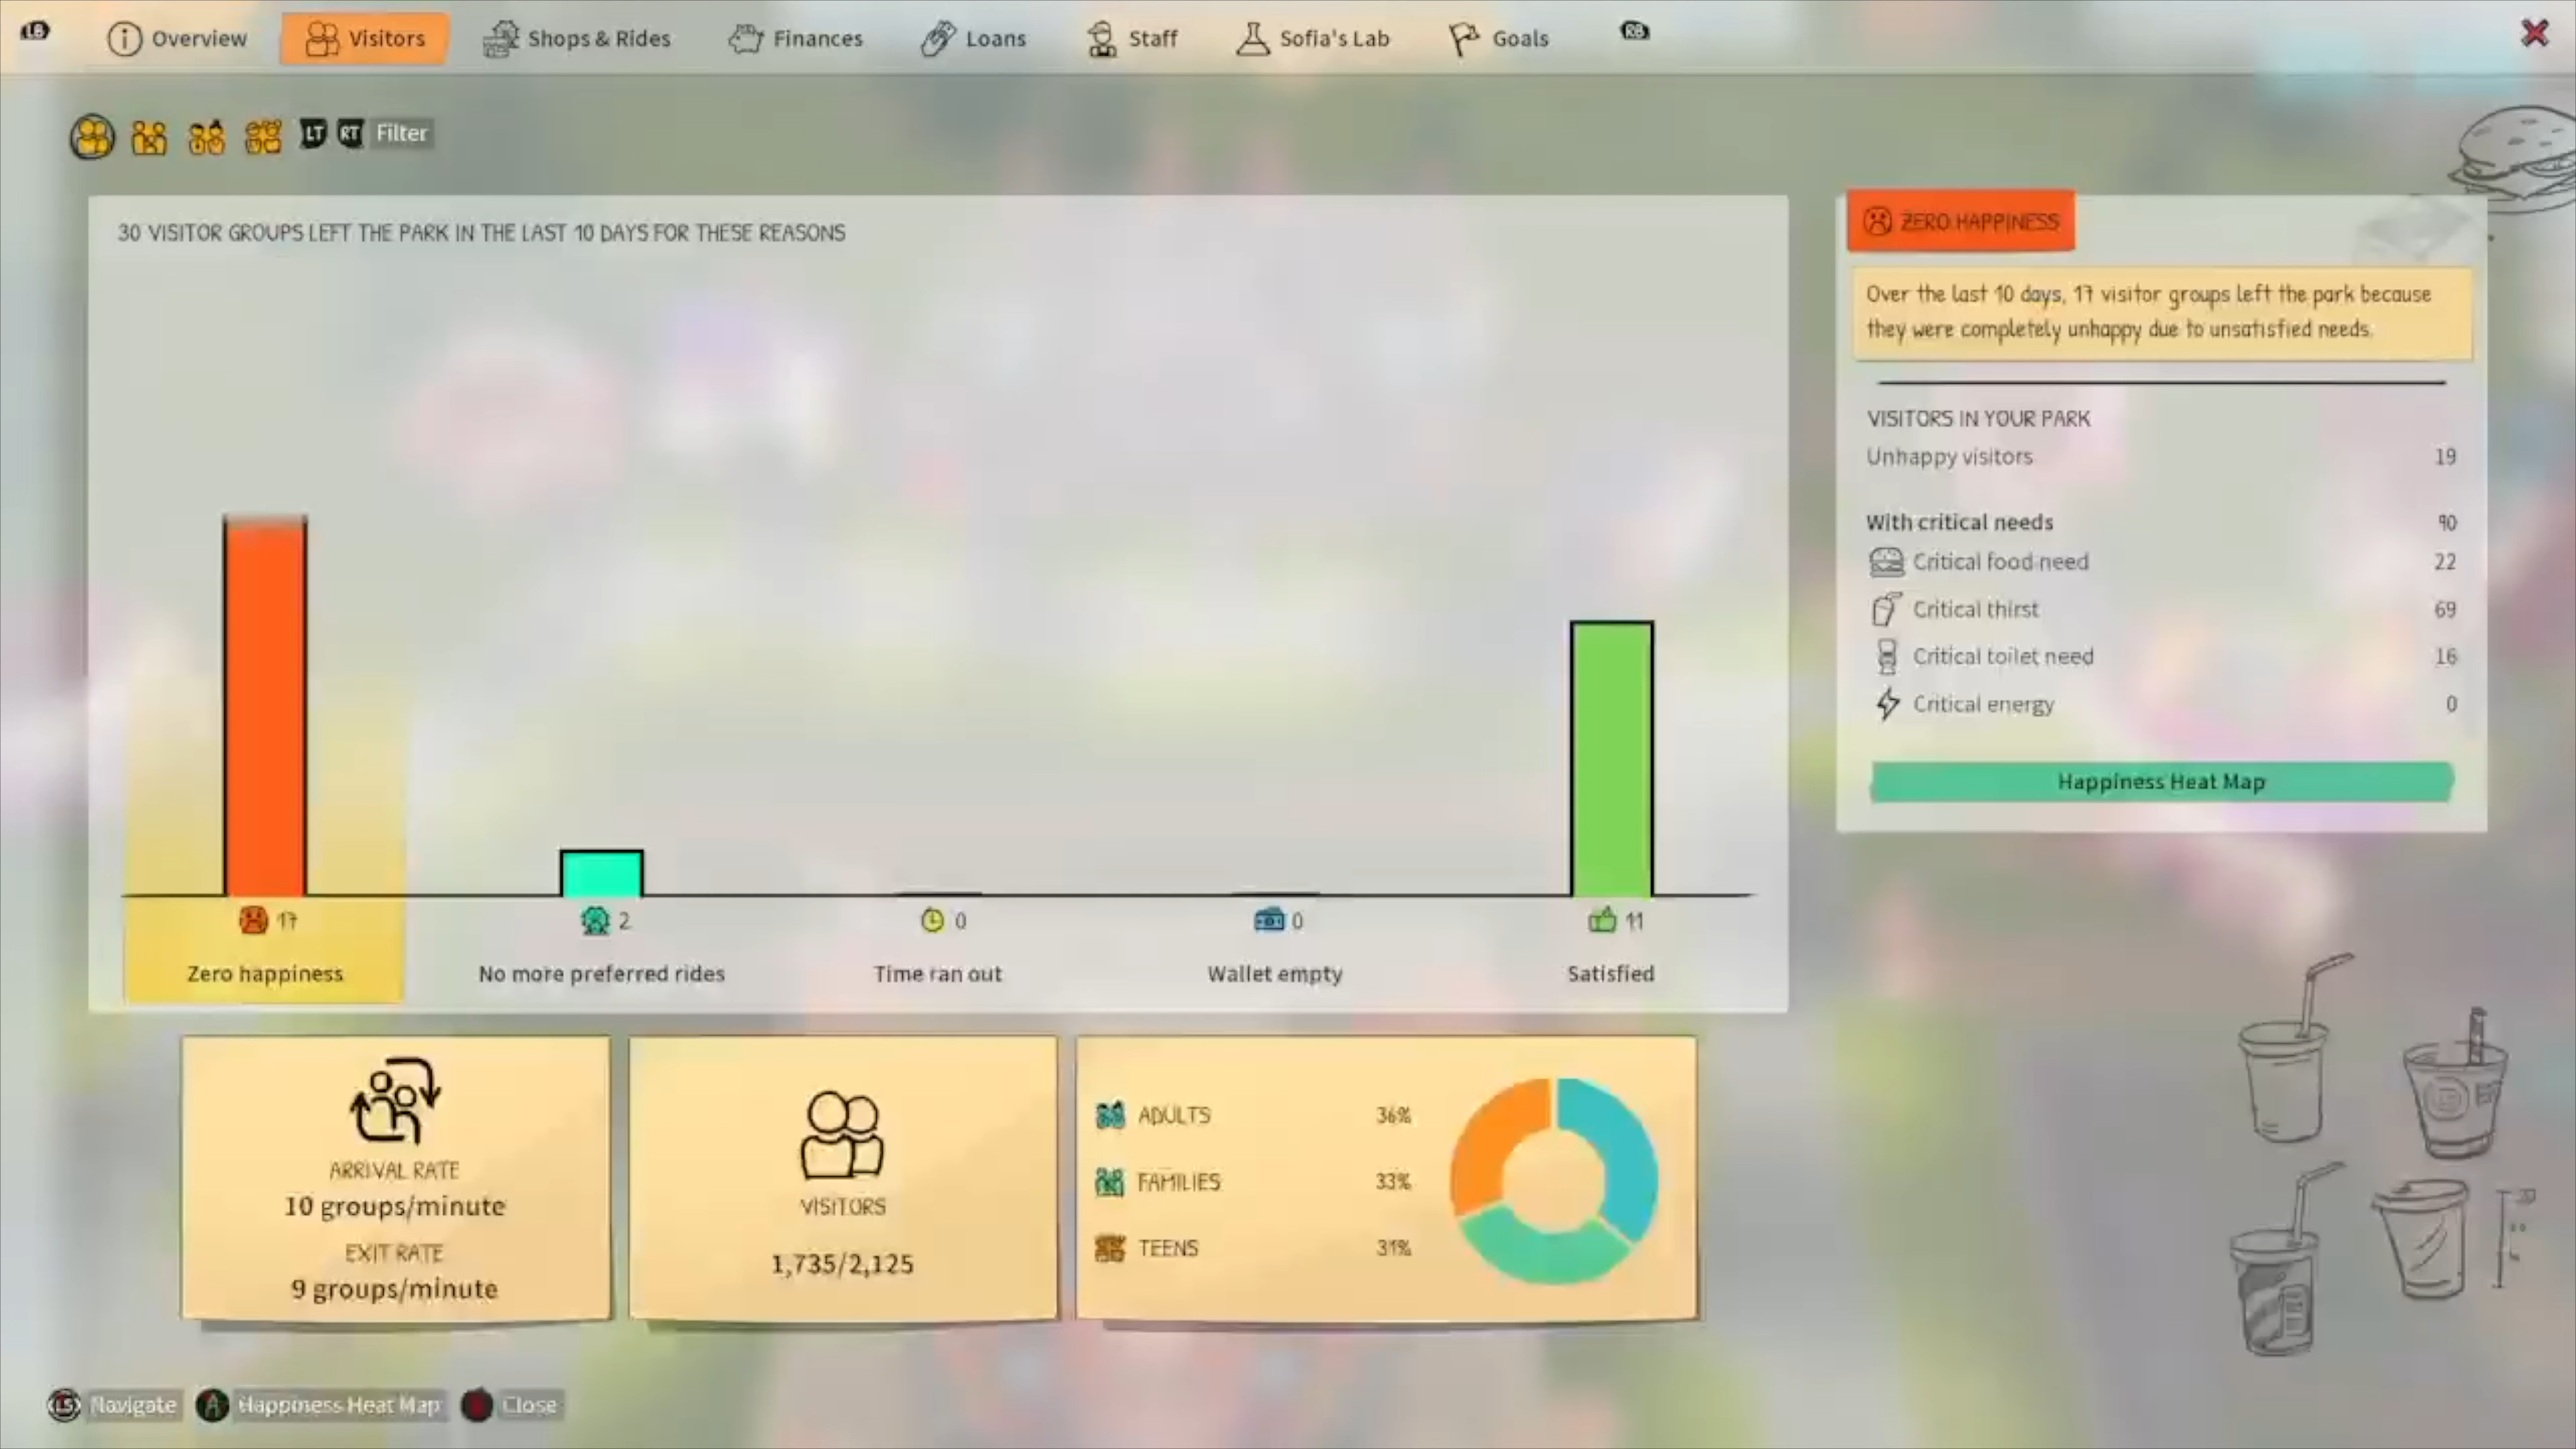 LB
Overview
Visitors
Shops & Rides
Finances
Loans
Staff
Sofia's Lab
Goals
RB
LT RT Filter
30 VISITOR GROUPS LEFT THE PARK IN THE LAST 10 DAYS FOR THESE REASONS
17
Zero happiness
2
No more preferred rides
0
Time ran out
0
Wallet empty
11
Satisfied
ZERO HAPPINESS
Over the last 10 days, 17 visitor groups left the park because
they were completely unhappy due to unsatisfied needs.
VISITORS IN YOUR PARK
Unhappy visitors 19
With critical needs 90
Critical food need 22
Critical thirst 69
Critical toilet need 16
Critical energy 0
Happiness Heat Map
ARRIVAL RATE
10 groups/minute
EXIT RATE
9 groups/minute
VISITORS
1,735/2,125
ADULTS 36%
FAMILIES 33%
TEENS 31%
LS Navigate A Happiness Heat Map Close